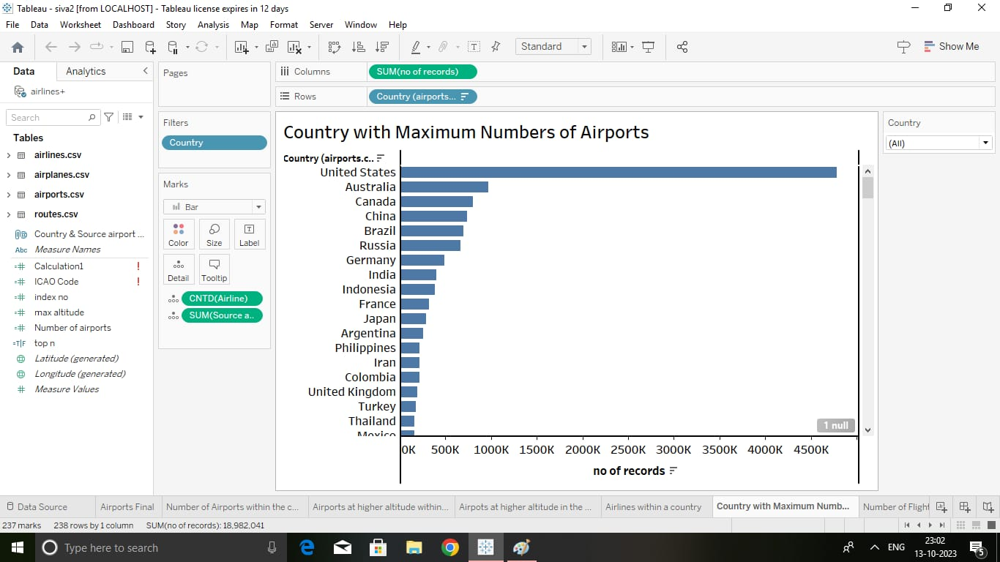 Tableau - siva2 [from LOCALHOST] - Tableau license expires in 12 days
File Data Worksheet Dashboard Story Analysis Map Format Server Window Help
Standard
Show Me
Data Analytics
airlines+
Search
Tables
airlines.csv
airplanes.csv
airports.csv
routes.csv
Country & Source airport ...
Abc Measure Names
Calculation1 !
ICAO Code !
index no
max altitude
Number of airports
=T|F top n
Latitude (generated)
Longitude (generated)
Measure Values
Pages
Filters
Country
Marks
Bar
Color Size Label
Detail Tooltip
CNTD(Airline)
SUM(Source a..
Columns SUM(no of records)
Rows Country (airports...
Country with Maximum Numbers of Airports
Country (airports.c..
United States
Australia
Canada
China
Brazil
Russia
Germany
India
Indonesia
France
Japan
Argentina
Philippines
Iran
Colombia
United Kingdom
Turkey
Thailand
Mexico
1 null
0K 500K 1000K 1500K 2000K 2500K 3000K 3500K 4000K 4500K
no of records
Country
(All)
Data Source Airports Final Number of Airports within the c... Airports at higher altitude within... Airpots at higher altitude in the ... Airlines within a country Country with Maximum Numb... Number of Flight
237 marks 238 rows by 1 column SUM(no of records): 18,982,041
Type here to search
ENG
23:02
13-10-2023
5